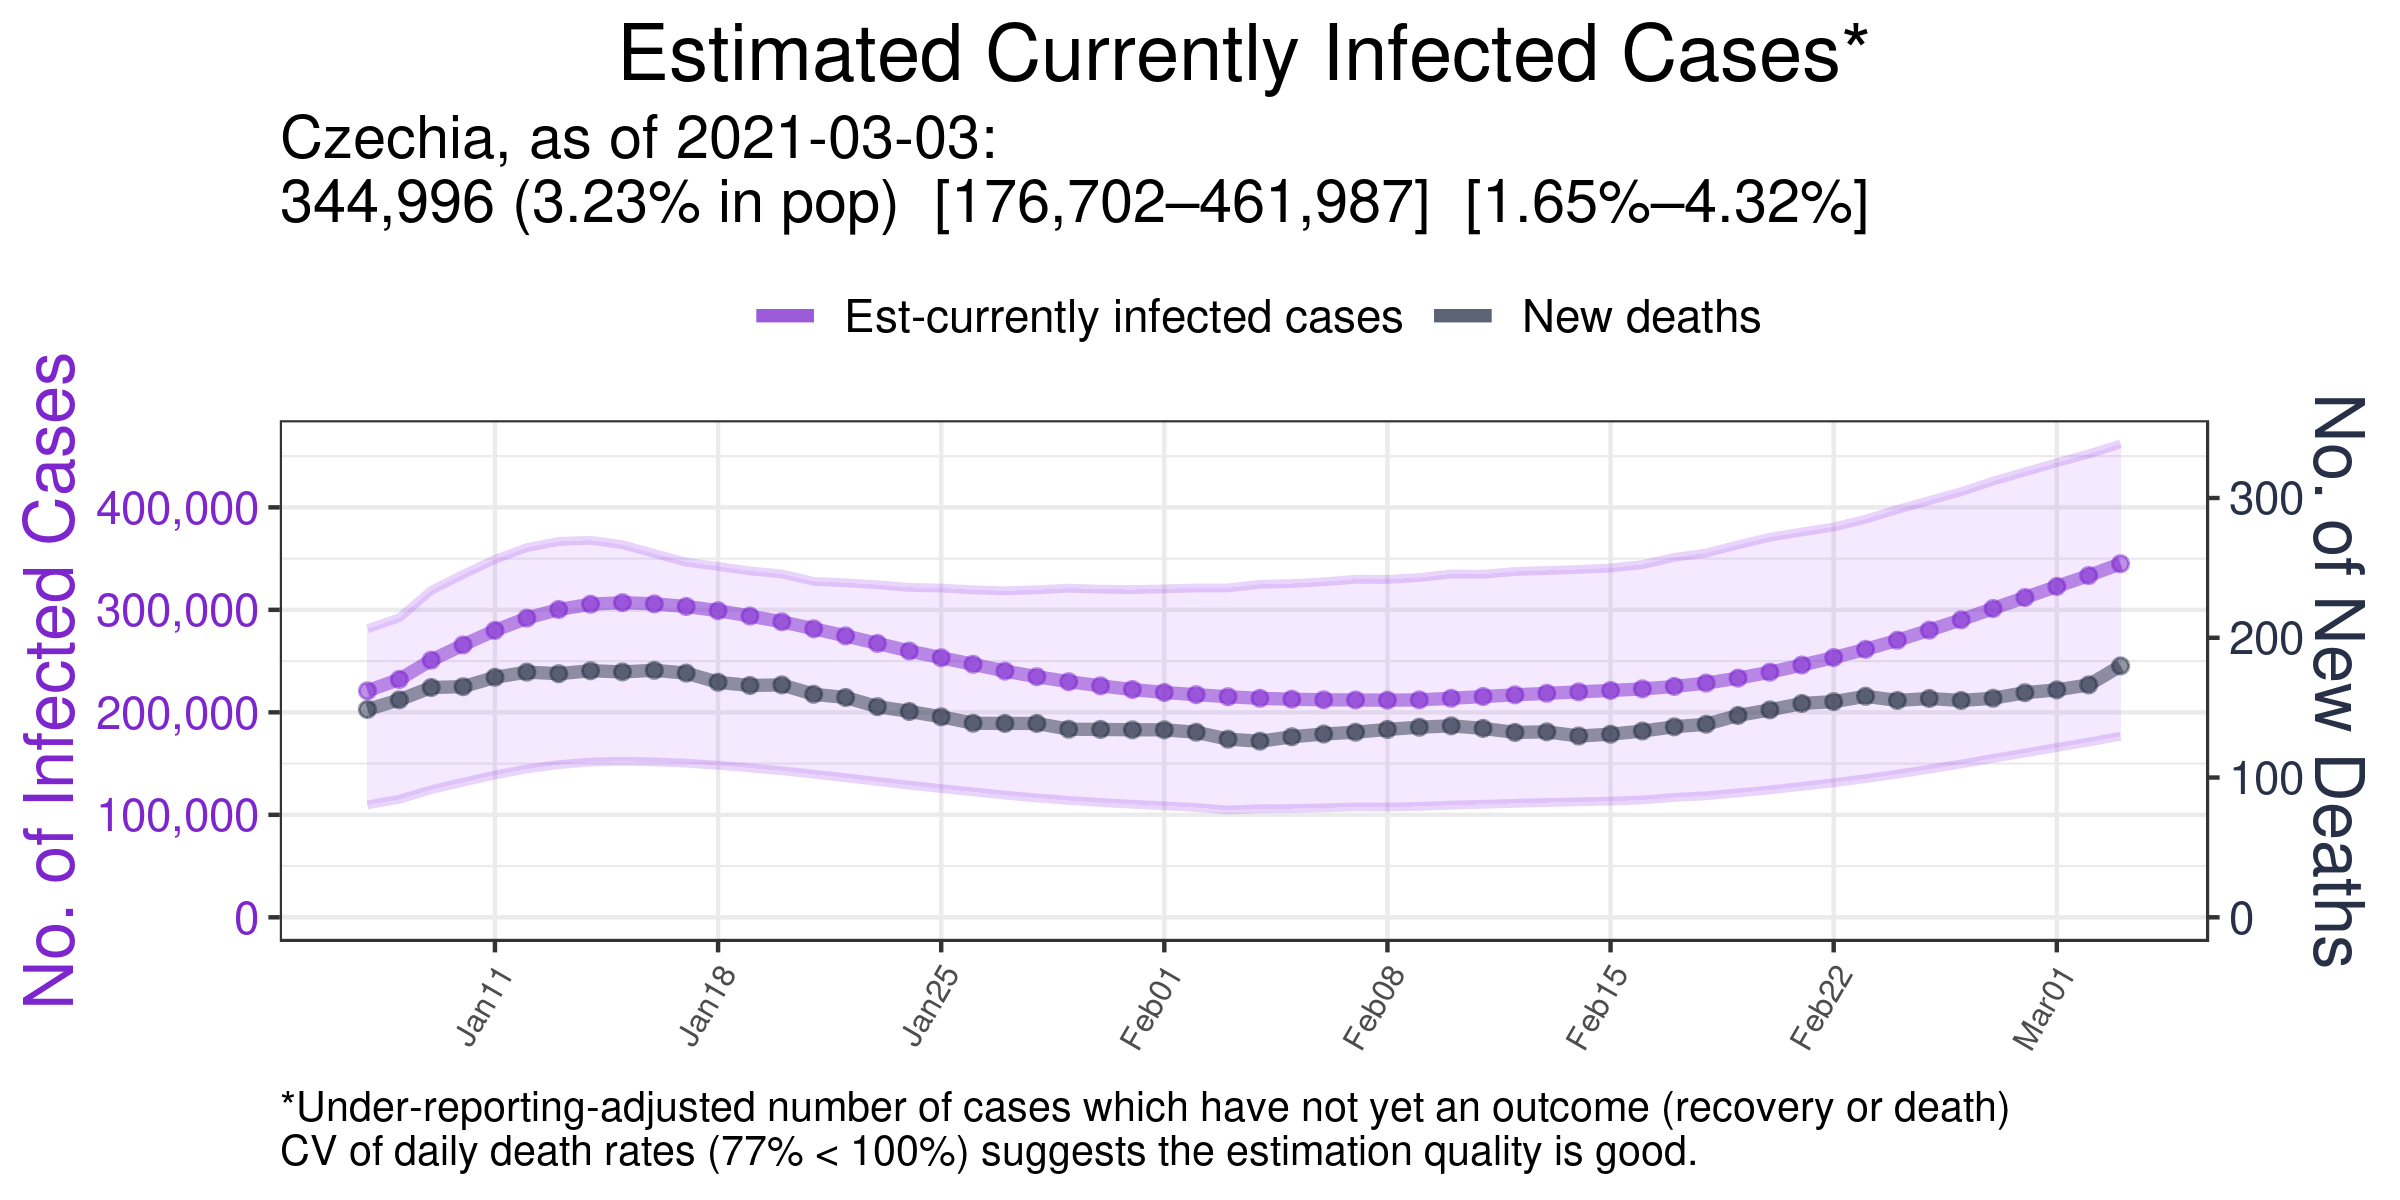 Estimated Currently Infected Cases*
Czechia, as of 2021-03-03:
344,996 (3.23% in pop) [176,702–461,987] [1.65%–4.32%]
Est-currently infected cases
New deaths
No. of Infected Cases
400,000
300,000
200,000
100,000
0
No. of New Deaths
300
200
100
0
Jan11
Jan18
Jan25
Feb01
Feb08
Feb15
Feb22
Mar01
*Under-reporting-adjusted number of cases which have not yet an outcome (recovery or death)
CV of daily death rates (77% < 100%) suggests the estimation quality is good.